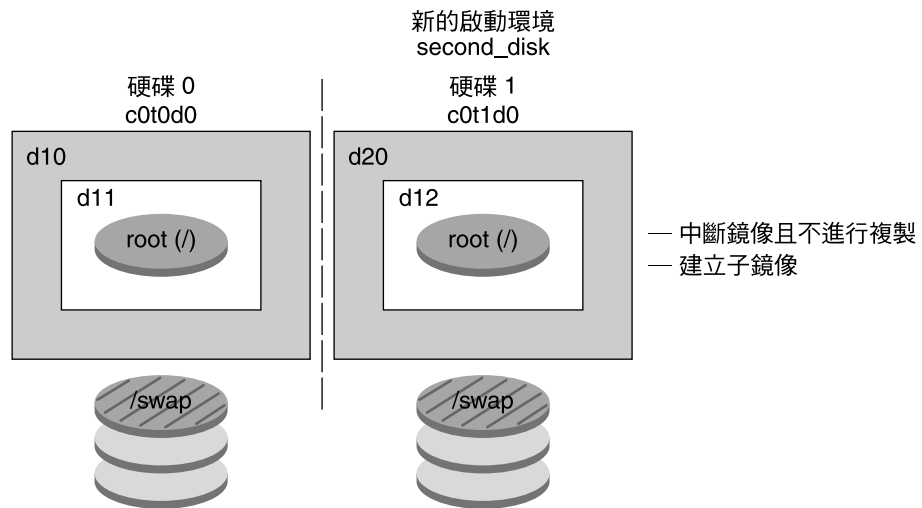 新的啟動環境
second_disk
硬碟 0
c0t0d0
硬碟 1
c0t1d0
d10
d11
root (/)
d20
d12
root (/)
中斷鏡像且不進行複製
建立子鏡像
/swap
/swap